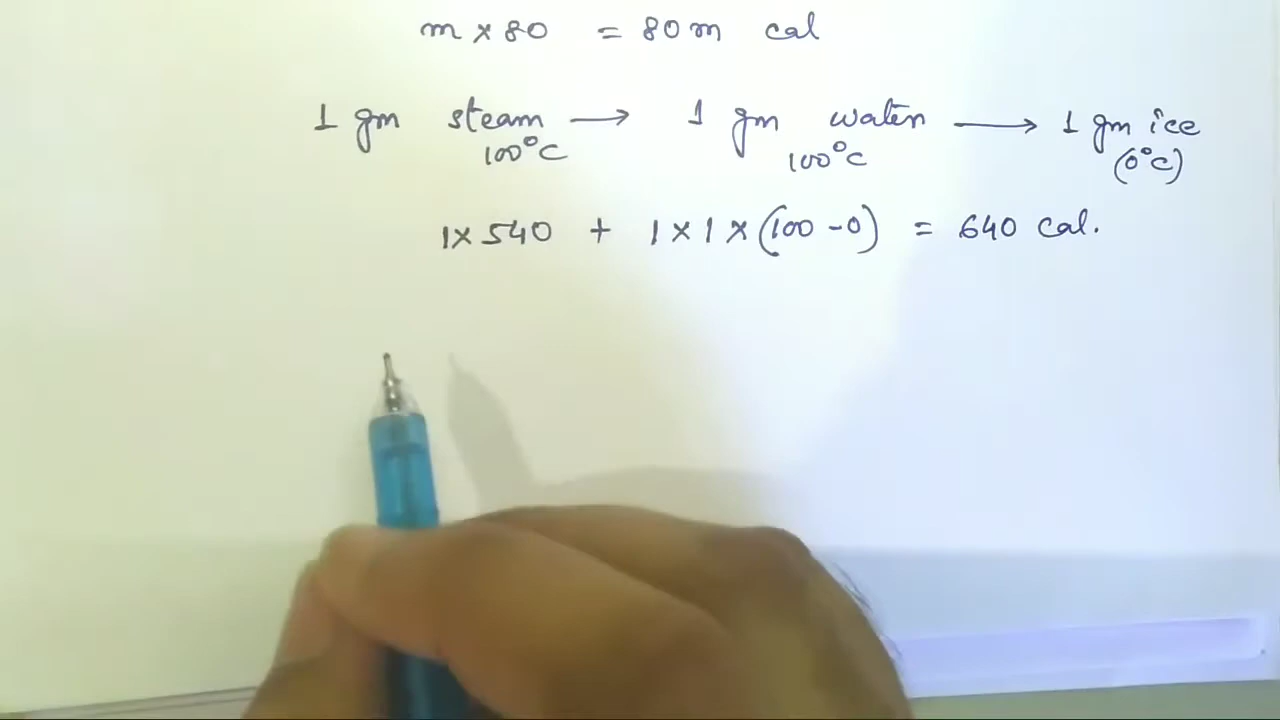 m × 80 = 80 m cal
1 gm steam → 1 gm water → 1 gm ice
100°C 100°C (0°C)
1 × 540 + 1 × 1 × (100 - 0) = 640 cal.